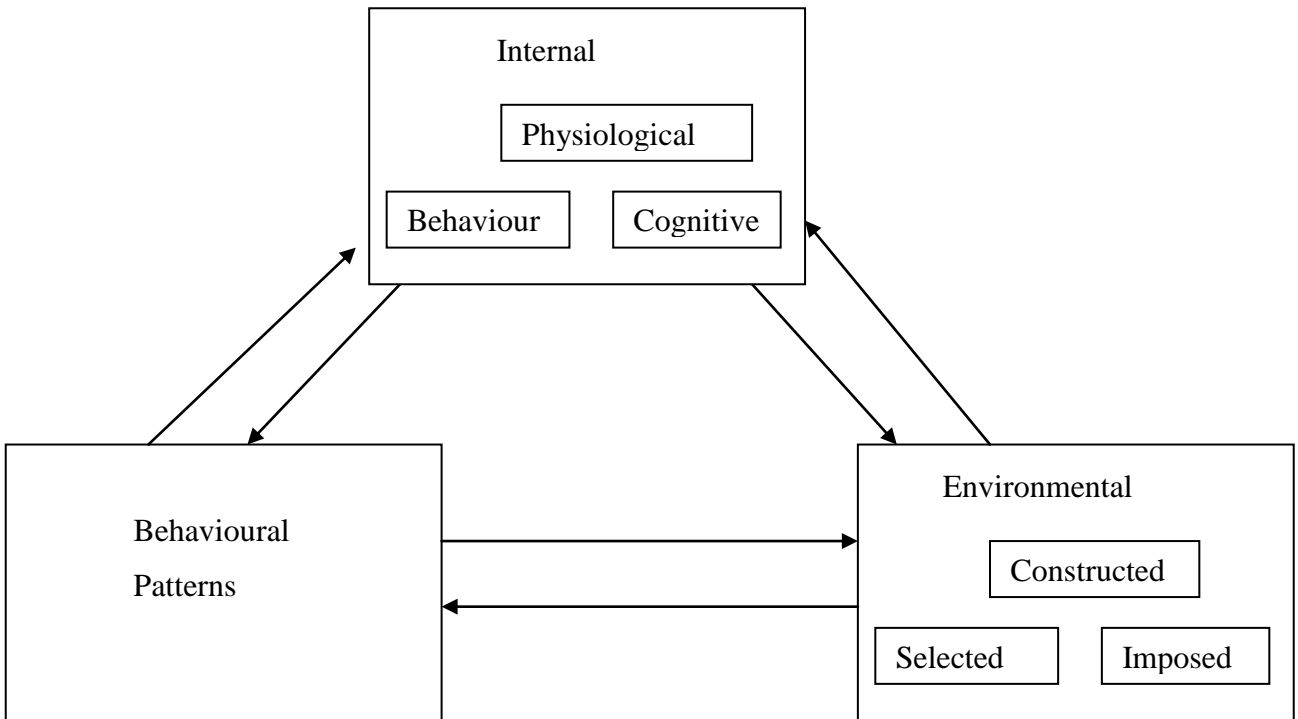 Internal
Physiological
Behaviour
Cognitive
Behavioural
Patterns
Environmental
Constructed
Selected
Imposed